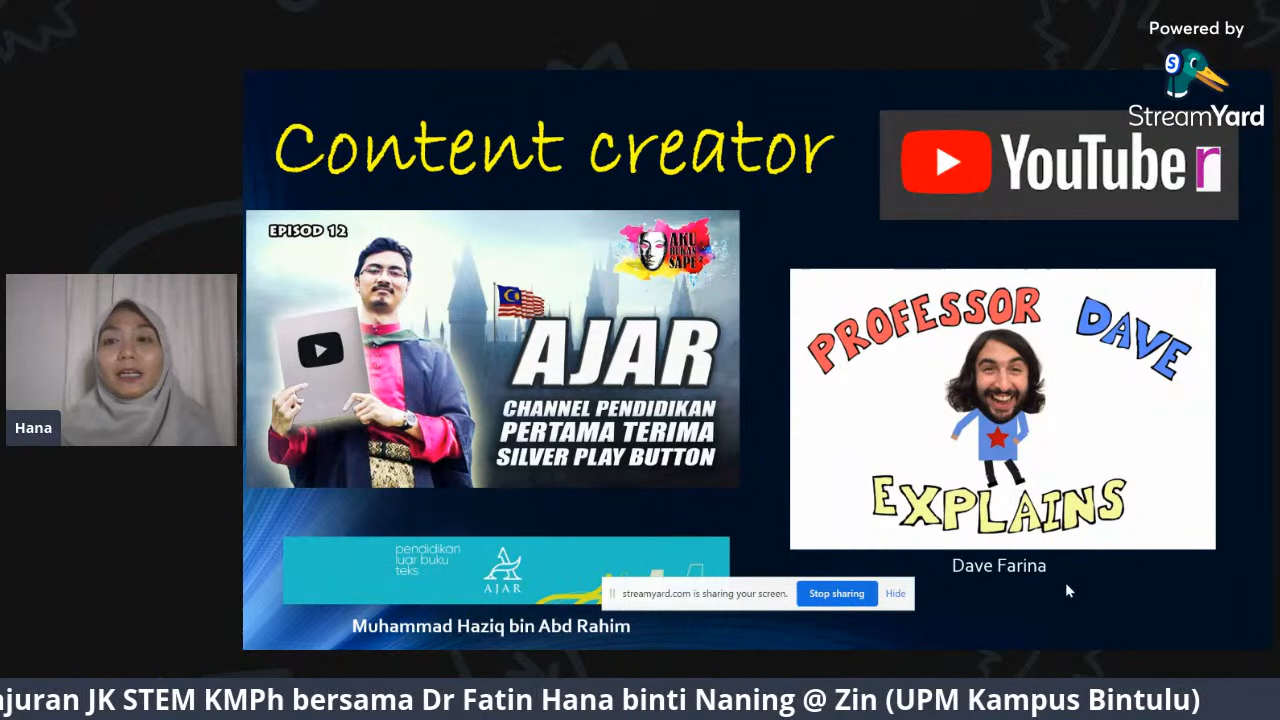 Powered by
StreamYard
Content creator
YouTuber
EPISOD 12
AKU
BUKAN
SAPE²
AJAR
CHANNEL PENDIDIKAN
PERTAMA TERIMA
SILVER PLAY BUTTON
PROFESSOR DAVE
EXPLAINS
Dave Farina
Hana
pendidikan
luar buku
teks
AJAR
streamyard.com is sharing your screen.
Stop sharing
Hide
Muhammad Haziq bin Abd Rahim
juran JK STEM KMPh bersama Dr Fatin Hana binti Naning @ Zin (UPM Kampus Bintulu)